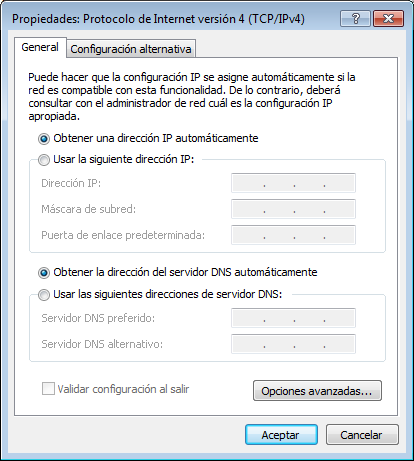 Propiedades: Protocolo de Internet versión 4 (TCP/IPv4)
General
Configuración alternativa
Puede hacer que la configuración IP se asigne automáticamente si la
red es compatible con esta funcionalidad. De lo contrario, deberá
consultar con el administrador de red cuál es la configuración IP
apropiada.
Obtener una dirección IP automáticamente
Usar la siguiente dirección IP:
Dirección IP:
Máscara de subred:
Puerta de enlace predeterminada:
Obtener la dirección del servidor DNS automáticamente
Usar las siguientes direcciones de servidor DNS:
Servidor DNS preferido:
Servidor DNS alternativo:
Validar configuración al salir
Opciones avanzadas...
Aceptar
Cancelar